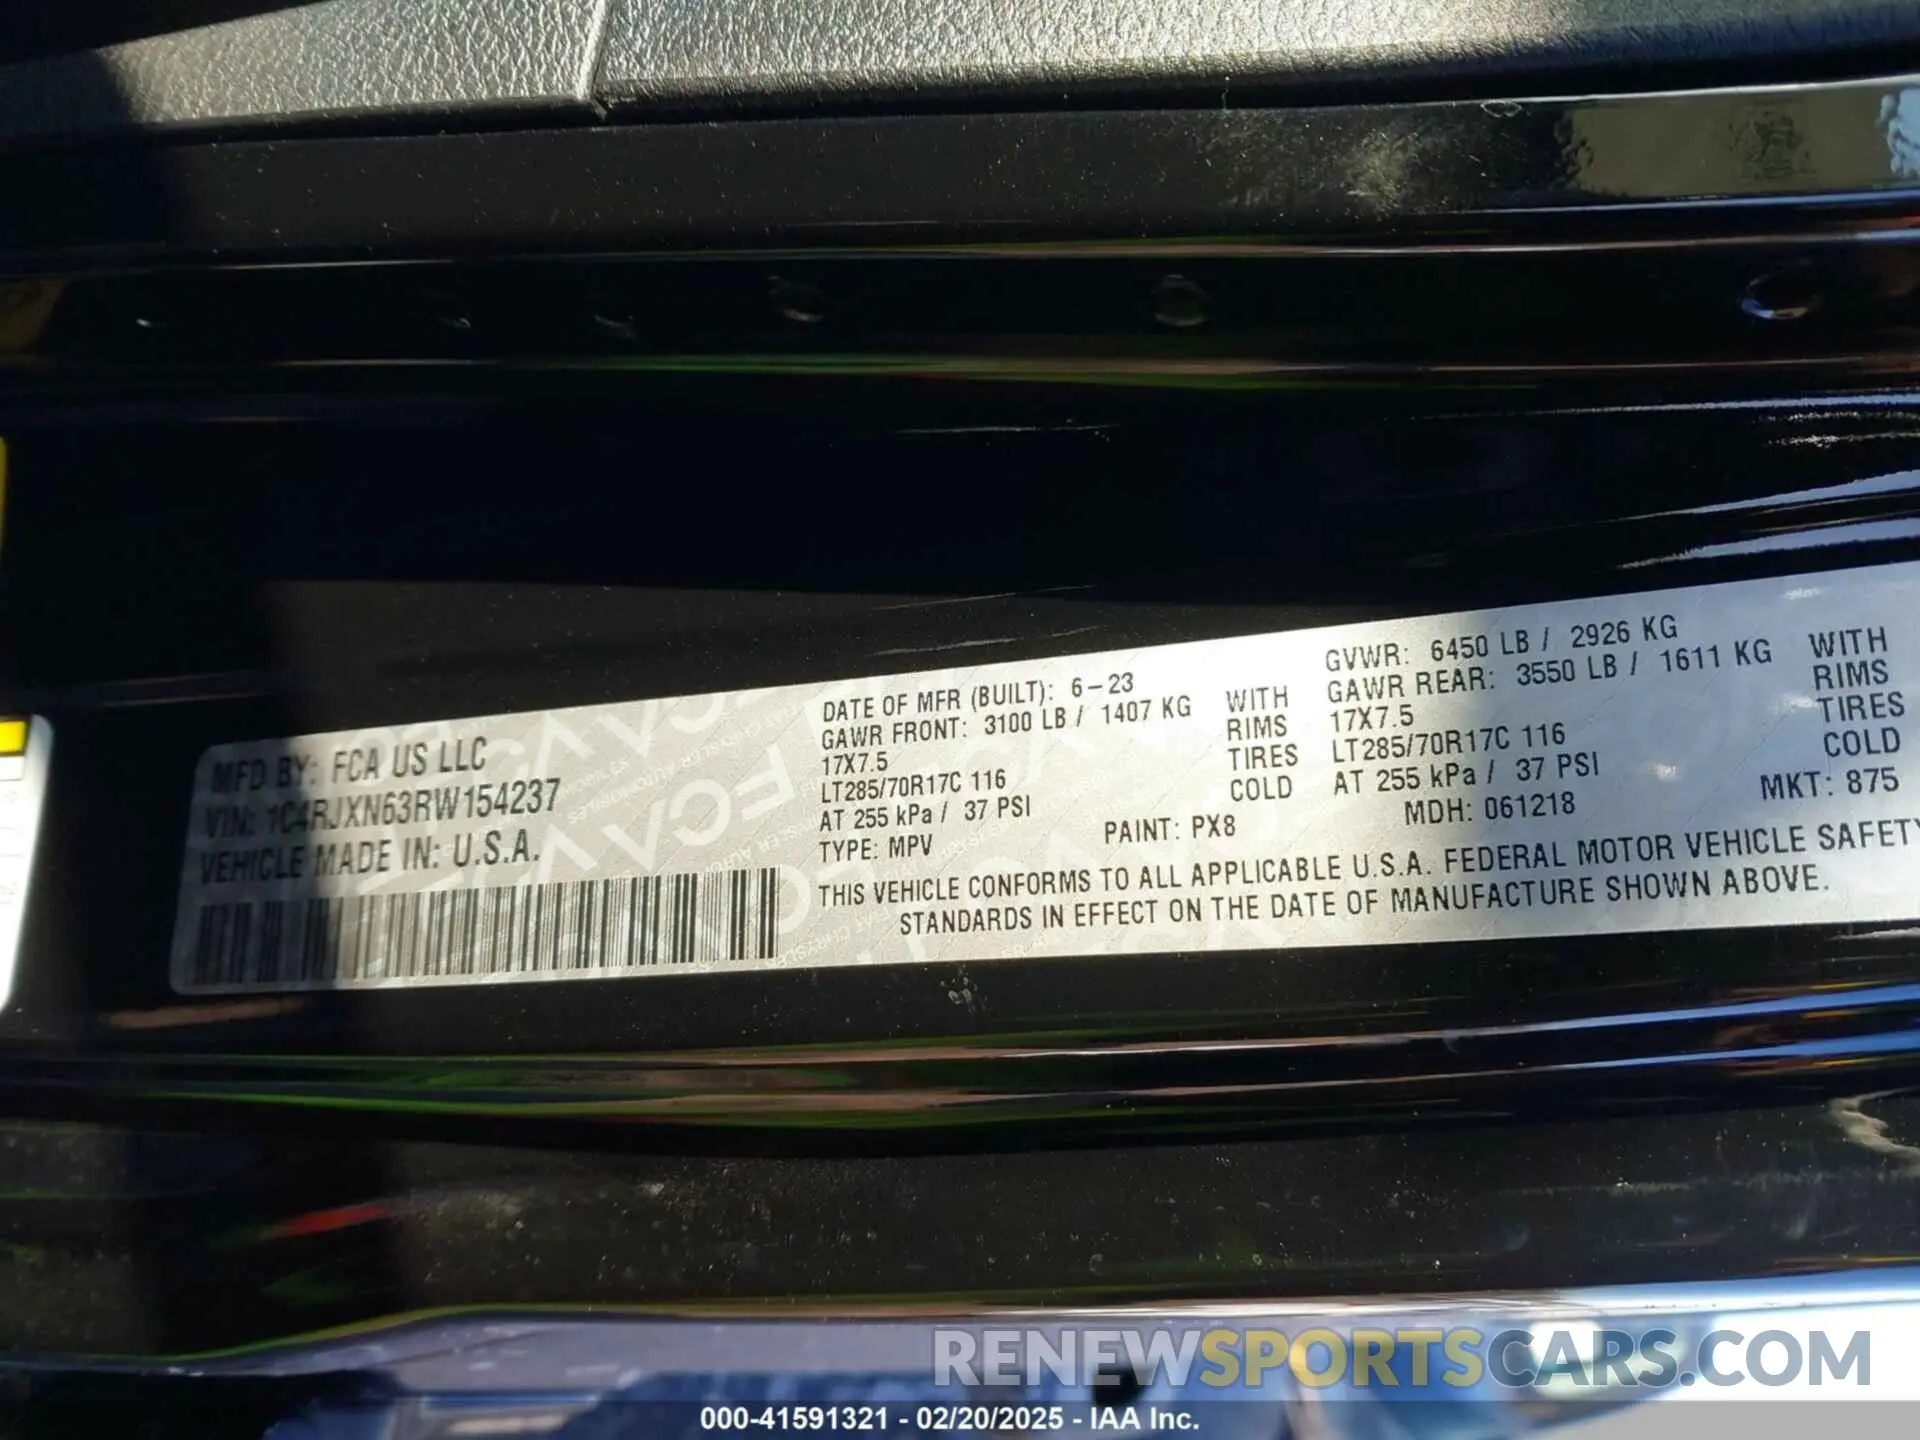 MFD BY: FCA US LLC
VIN: 1C4RJXN63RW154237
VEHICLE MADE IN: U.S.A.
DATE OF MFR (BUILT): 6-23
GAWR FRONT: 3100 LB / 1407 KG WITH
17X7.5 RIMS
LT285/70R17C 116 TIRES
AT 255 kPa / 37 PSI COLD
TYPE: MPV PAINT: PX8
GVWR: 6450 LB / 2926 KG
GAWR REAR: 3550 LB / 1611 KG WITH
17X7.5 RIMS
LT285/70R17C 116 TIRES
AT 255 kPa / 37 PSI COLD
MDH: 061218 MKT: 875
THIS VEHICLE CONFORMS TO ALL APPLICABLE U.S.A. FEDERAL MOTOR VEHICLE SAFETY
STANDARDS IN EFFECT ON THE DATE OF MANUFACTURE SHOWN ABOVE.
RENEWSPORTSCARS.COM
000-41591321 - 02/20/2025 - IAA Inc.